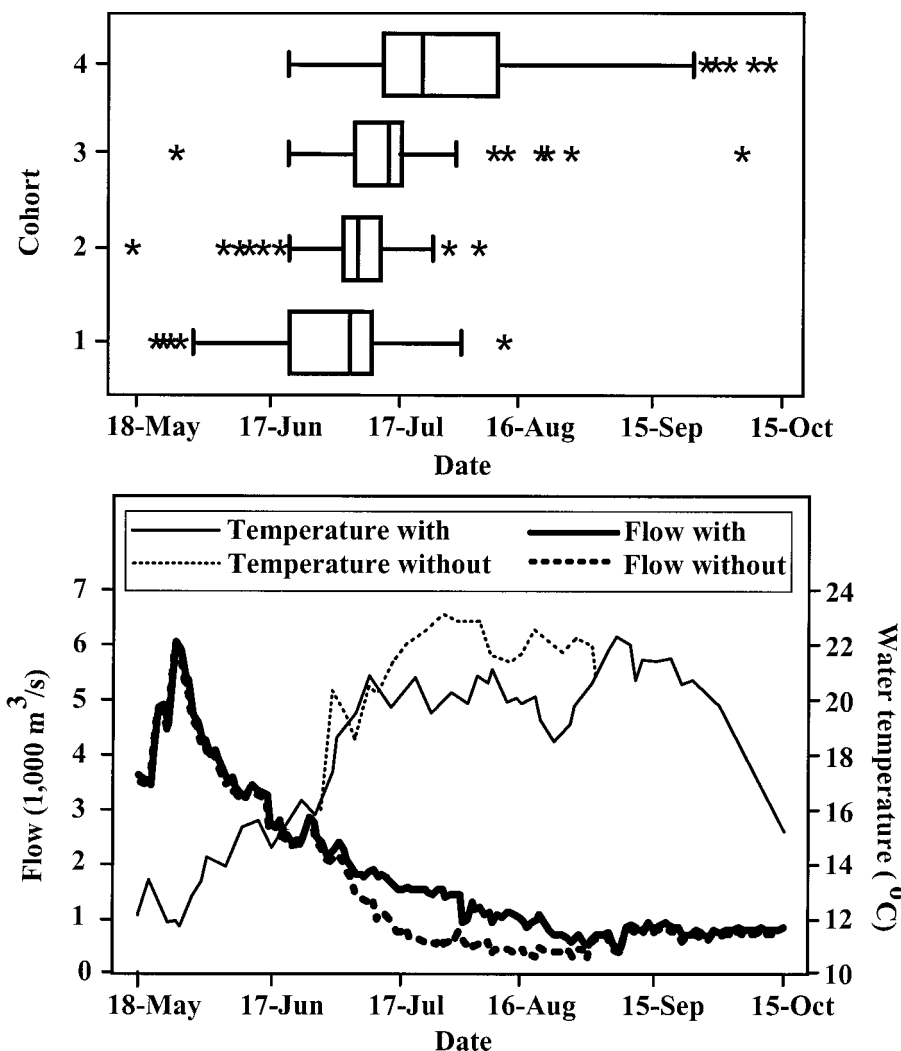 4
3
2
1
Cohort
18-May 17-Jun 17-Jul 16-Aug 15-Sep 15-Oct
Date
Temperature with Flow with
Temperature without Flow without
7
6
5
4
3
2
1
0
Flow (1,000 m³/s)
24
22
20
18
16
14
12
10
Water temperature (⁰C)
18-May 17-Jun 17-Jul 16-Aug 15-Sep 15-Oct
Date